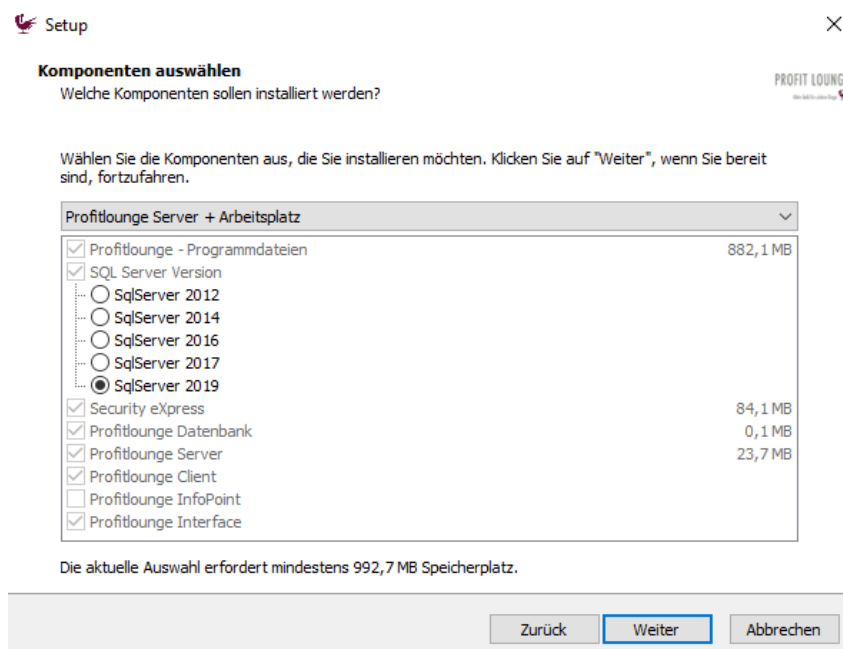 Setup
Komponenten auswählen
Welche Komponenten sollen installiert werden?
PROFIT LOUNG
Wählen Sie die Komponenten aus, die Sie installieren möchten. Klicken Sie auf "Weiter", wenn Sie bereit
sind, fortzufahren.
Profitlounge Server + Arbeitsplatz
Profitlounge - Programmdateien 882,1 MB
SQL Server Version
SqlServer 2012
SqlServer 2014
SqlServer 2016
SqlServer 2017
SqlServer 2019
Security eXpress 84,1 MB
Profitlounge Datenbank 0,1 MB
Profitlounge Server 23,7 MB
Profitlounge Client
Profitlounge InfoPoint
Profitlounge Interface
Die aktuelle Auswahl erfordert mindestens 992,7 MB Speicherplatz.
Zurück Weiter Abbrechen